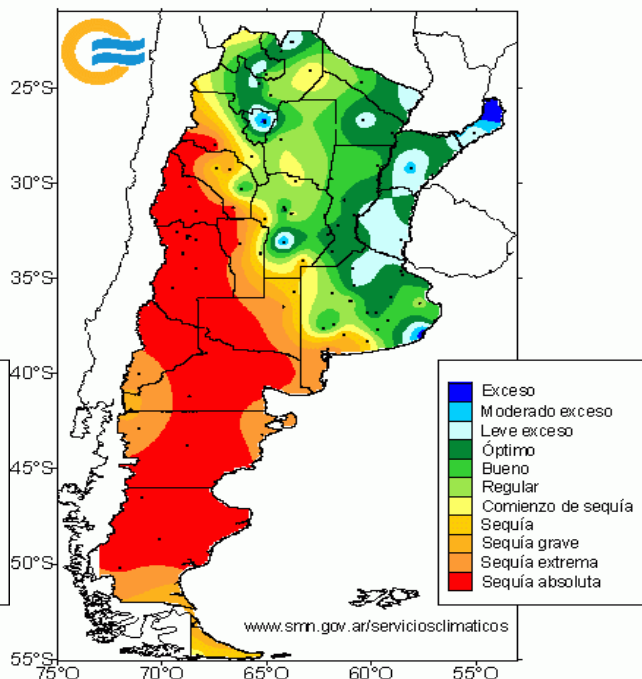 25°S
30°S
35°S
40°S
45°S
50°S
55°S
75°O
70°O
65°O
60°O
55°O
Exceso
Moderado exceso
Leve exceso
Óptimo
Bueno
Regular
Comienzo de sequía
Sequía
Sequía grave
Sequía extrema
Sequía absoluta
www.smn.gov.ar/serviciosclimaticos